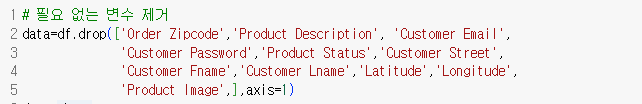 1 # 필요 없는 변수 제거
2 data=df.drop(['Order Zipcode','Product Description', 'Customer Email',
3 'Customer Password','Product Status','Customer Street',
4 'Customer Fname','Customer Lname','Latitude','Longitude',
5 'Product Image',],axis=1)